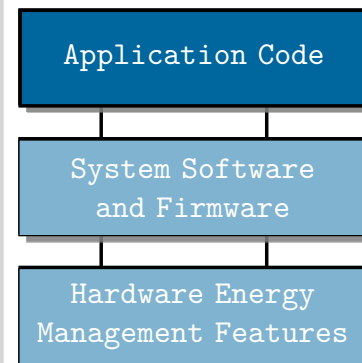 Application Code
System Software
and Firmware
Hardware Energy
Management Features